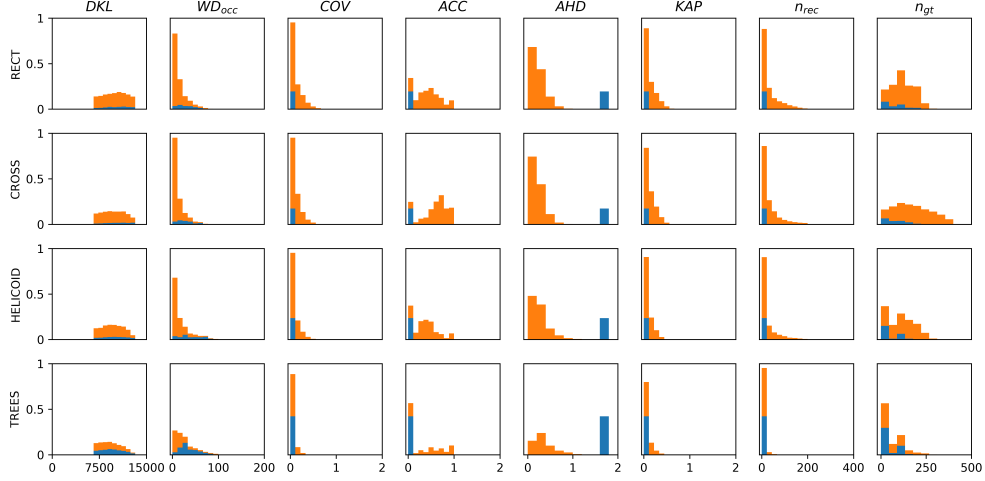 DKL WDocc COV ACC AHD KAP nrec ngt
1
RECT 0.5
0
1
CROSS 0.5
0
1
HELICOID 0.5
0
1
TREES 0.5
0
0 7500 15000 0 100 200 0 1 2 0 1 2 0 1 2 0 1 2 0 200 400 0 250 500